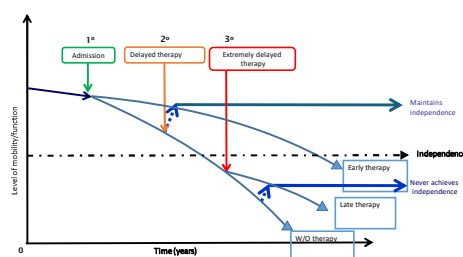 1º
2º
3º
Admission
Delayed therapy
Extremely delayed
therapy
Maintains
independence
Independenc
Early therapy
Never achieves
independence
Late therapy
W/O therapy
Level of mobility/function
0
Time (years)